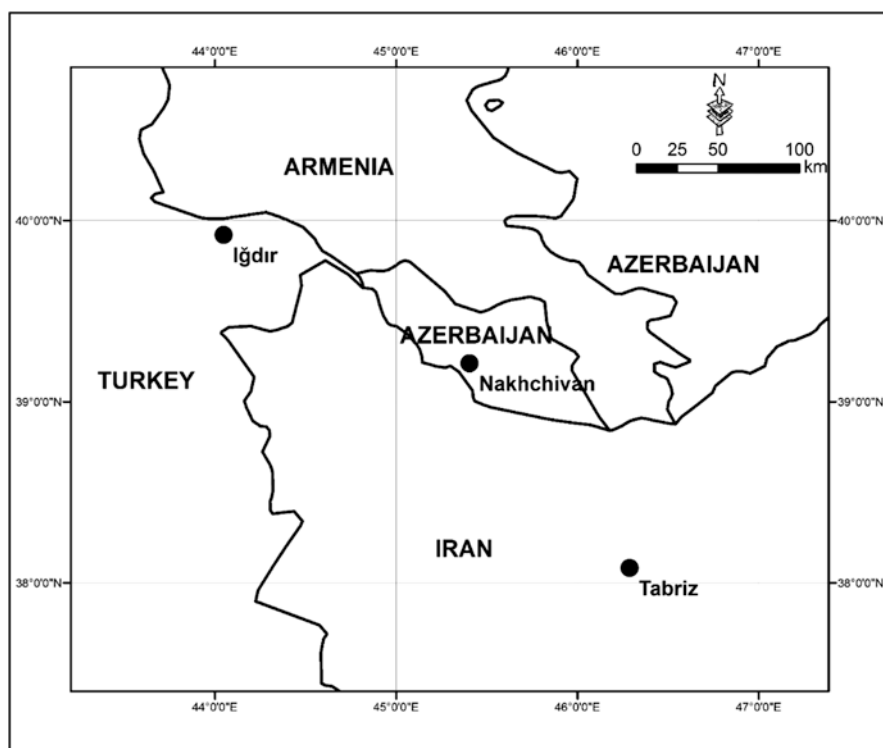 44°0'0"E 45°0'0"E 46°0'0"E 47°0'0"E
N
0 25 50 100
km
ARMENIA
40°0'0"N 40°0'0"N
Iğdır
AZERBAIJAN
AZERBAIJAN
TURKEY
Nakhchivan
39°0'0"N 39°0'0"N
IRAN
38°0'0"N 38°0'0"N
Tabriz
44°0'0"E 45°0'0"E 46°0'0"E 47°0'0"E